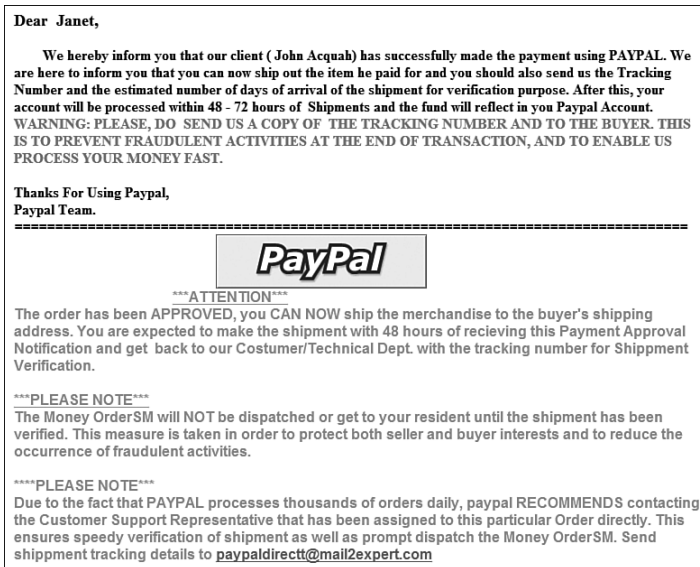 Dear Janet,
We hereby inform you that our client ( John Acquah) has successfully made the payment using PAYPAL. We
are here to inform you that you can now ship out the item he paid for and you should also send us the Tracking
Number and the estimated number of days of arrival of the shipment for verification purpose. After this, your
account will be processed within 48 - 72 hours of Shipments and the fund will reflect in you Paypal Account.
WARNING: PLEASE, DO SEND US A COPY OF THE TRACKING NUMBER AND TO THE BUYER. THIS
IS TO PREVENT FRAUDULENT ACTIVITIES AT THE END OF TRANSACTION, AND TO ENABLE US
PROCESS YOUR MONEY FAST.
Thanks For Using Paypal,
Paypal Team.
====================================================================================
PayPal
***ATTENTION***
The order has been APPROVED, you CAN NOW ship the merchandise to the buyer's shipping
address. You are expected to make the shipment with 48 hours of recieving this Payment Approval
Notification and get back to our Costumer/Technical Dept. with the tracking number for Shippment
Verification.
***PLEASE NOTE***
The Money OrderSM will NOT be dispatched or get to your resident until the shipment has been
verified. This measure is taken in order to protect both seller and buyer interests and to reduce the
occurrence of fraudulent activities.
****PLEASE NOTE***
Due to the fact that PAYPAL processes thousands of orders daily, paypal RECOMMENDS contacting
the Customer Support Representative that has been assigned to this particular Order directly. This
ensures speedy verification of shipment as well as prompt dispatch the Money OrderSM. Send
shippment tracking details to paypaldirectt@mail2expert.com